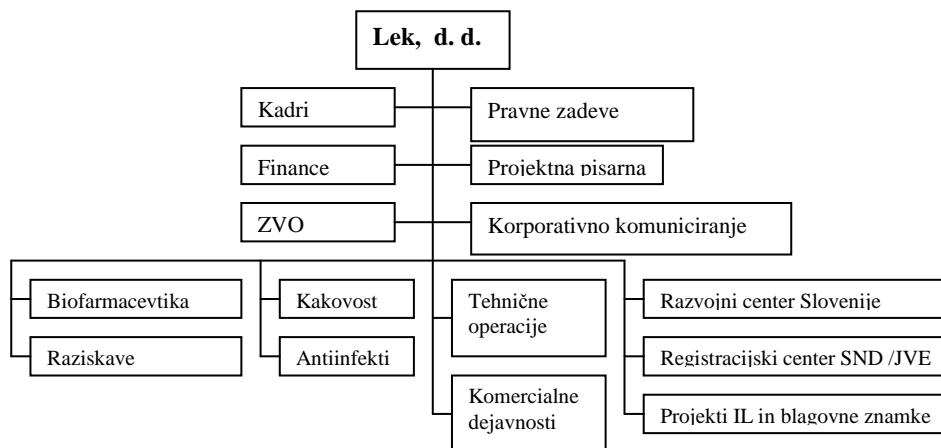 Lek, d. d.
Kadri
Pravne zadeve
Finance
Projektna pisarna
ZVO
Korporativno komuniciranje
Biofarmacevtika
Kakovost
Tehnične
operacije
Razvojni center Slovenije
Raziskave
Antiinfekti
Registracijski center SND /JVE
Komercialne
dejavnosti
Projekti IL in blagovne znamke